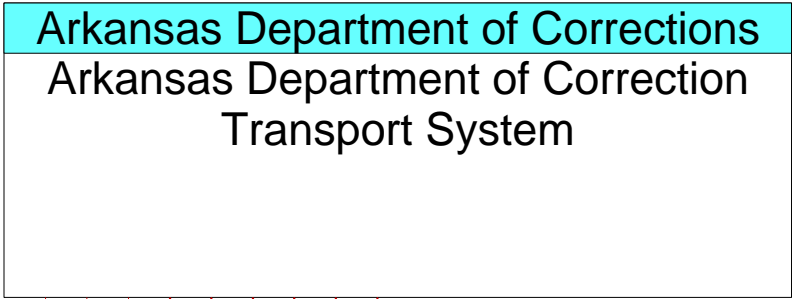 Arkansas Department of Corrections
Arkansas Department of Correction
Transport System